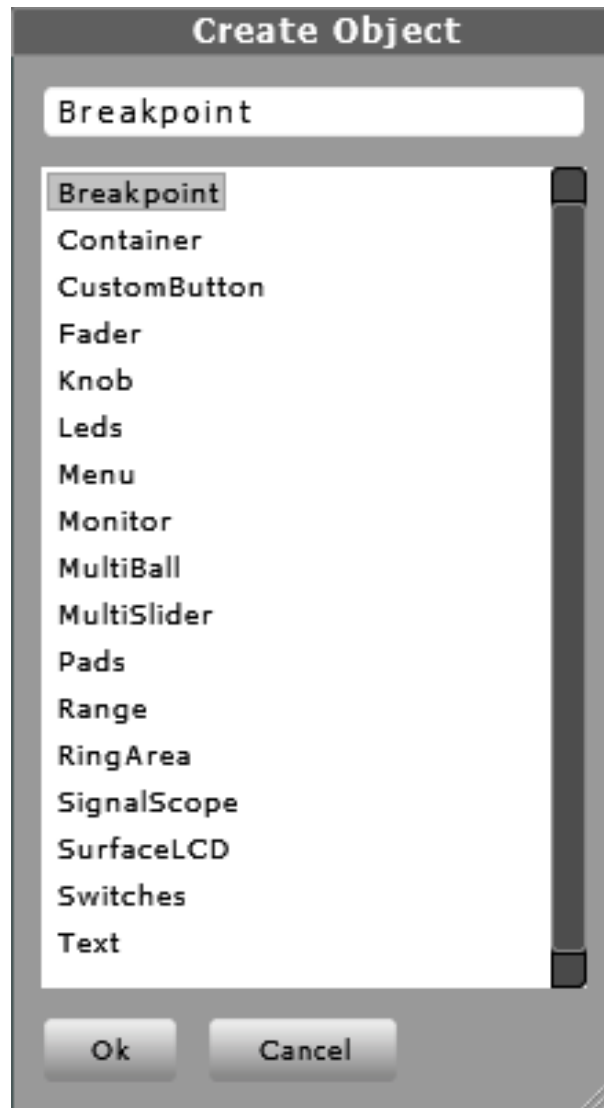 Create Object
Breakpoint
Breakpoint
Container
CustomButton
Fader
Knob
Leds
Menu
Monitor
MultiBall
MultiSlider
Pads
Range
RingArea
SignalScope
SurfaceLCD
Switches
Text
Ok Cancel